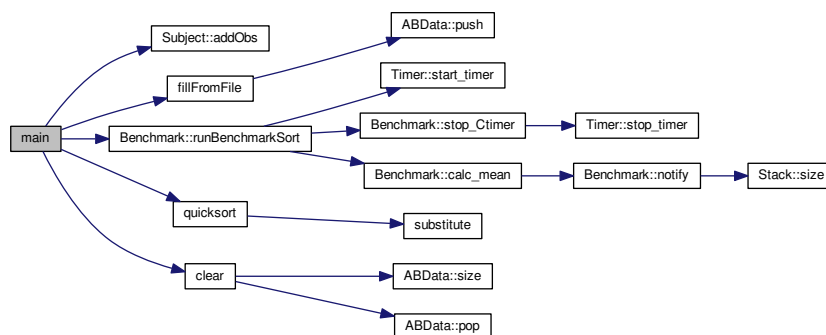 ABData::push
Subject::addObs
Timer::start_timer
fillFromFile
main
Benchmark::runBenchmarkSort
Benchmark::stop_Ctimer
Timer::stop_timer
Benchmark::calc_mean
Benchmark::notify
Stack::size
quicksort
substitute
clear
ABData::size
ABData::pop